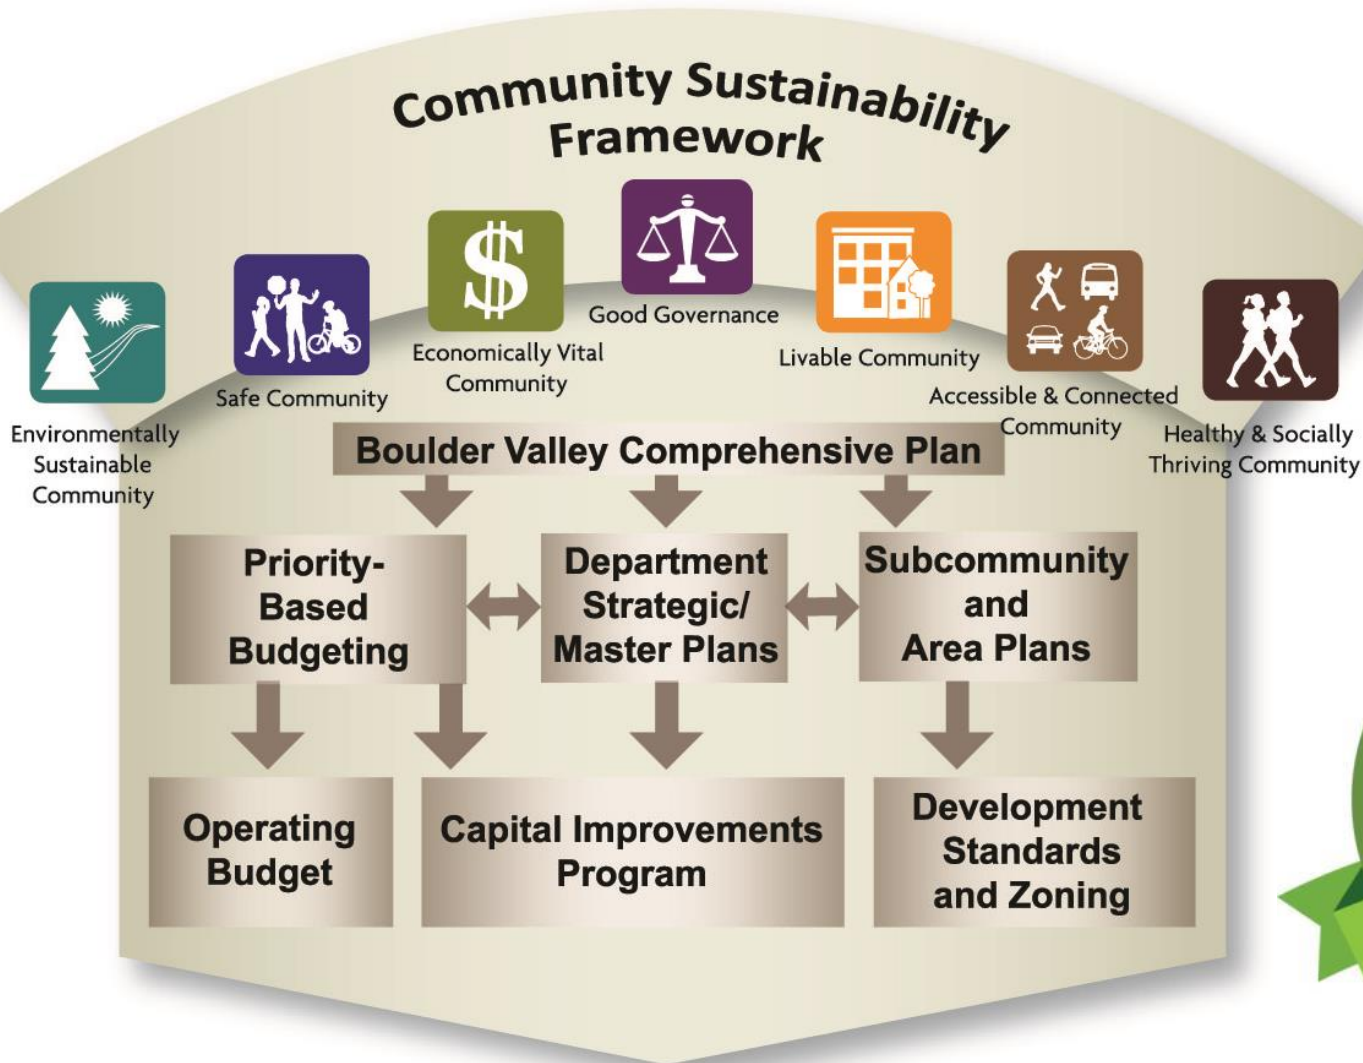 Community Sustainability
Framework
Environmentally
Sustainable
Community
Safe Community
Economically Vital
Community
Good Governance
Livable Community
Accessible & Connected
Community
Healthy & Socially
Thriving Community
Boulder Valley Comprehensive Plan
Priority-
Based
Budgeting
Department
Strategic/
Master Plans
Subcommunity
and
Area Plans
Operating
Budget
Capital Improvements
Program
Development
Standards
and Zoning